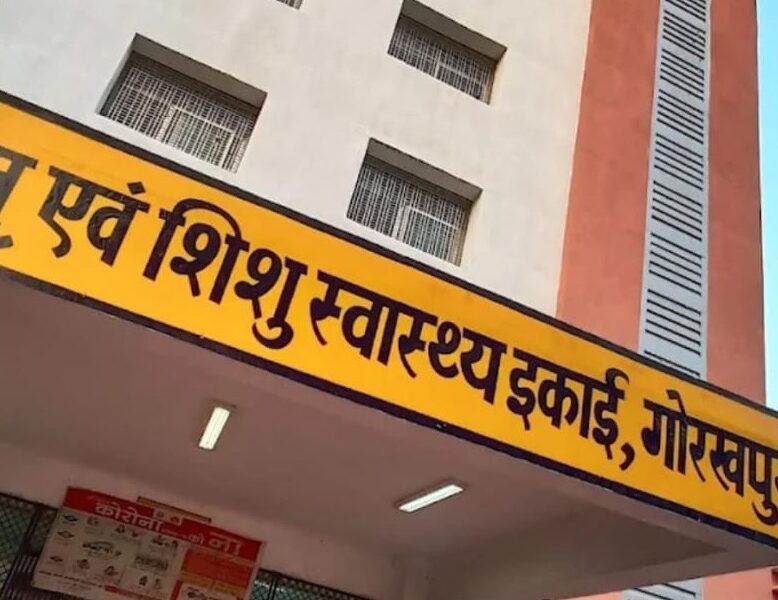 एवं शिशु स्वास्थ्य इकाई, गोरखपुर
कोरोना को ना